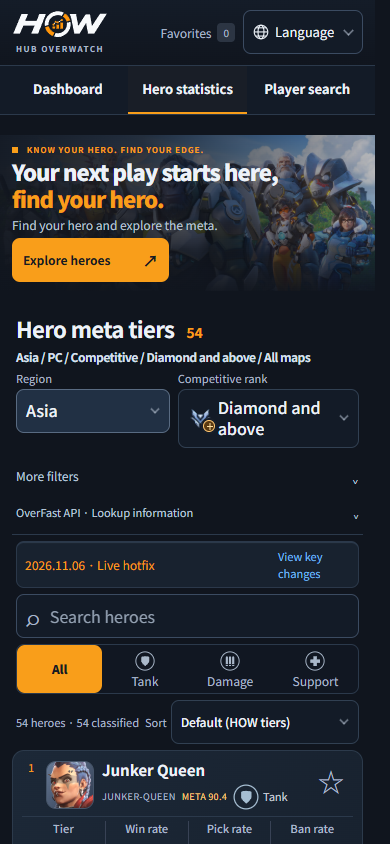 HOW
HUB OVERWATCH
Favorites 0
Language
Dashboard
Hero statistics
Player search
KNOW YOUR HERO. FIND YOUR EDGE.
Your next play starts here,
find your hero.
Find your hero and explore the meta.
Explore heroes ↗
Hero meta tiers 54
Asia / PC / Competitive / Diamond and above / All maps
Region
Competitive rank
Asia
Diamond and
above
More filters
OverFast API · Lookup information
2026.11.06 · Live hotfix
View key
changes
Search heroes
All
Tank
Damage
Support
54 heroes · 54 classified Sort
Default (HOW tiers)
1
Junker Queen
JUNKER-QUEEN META 90.4 Tank
Tier
Win rate
Pick rate
Ban rate